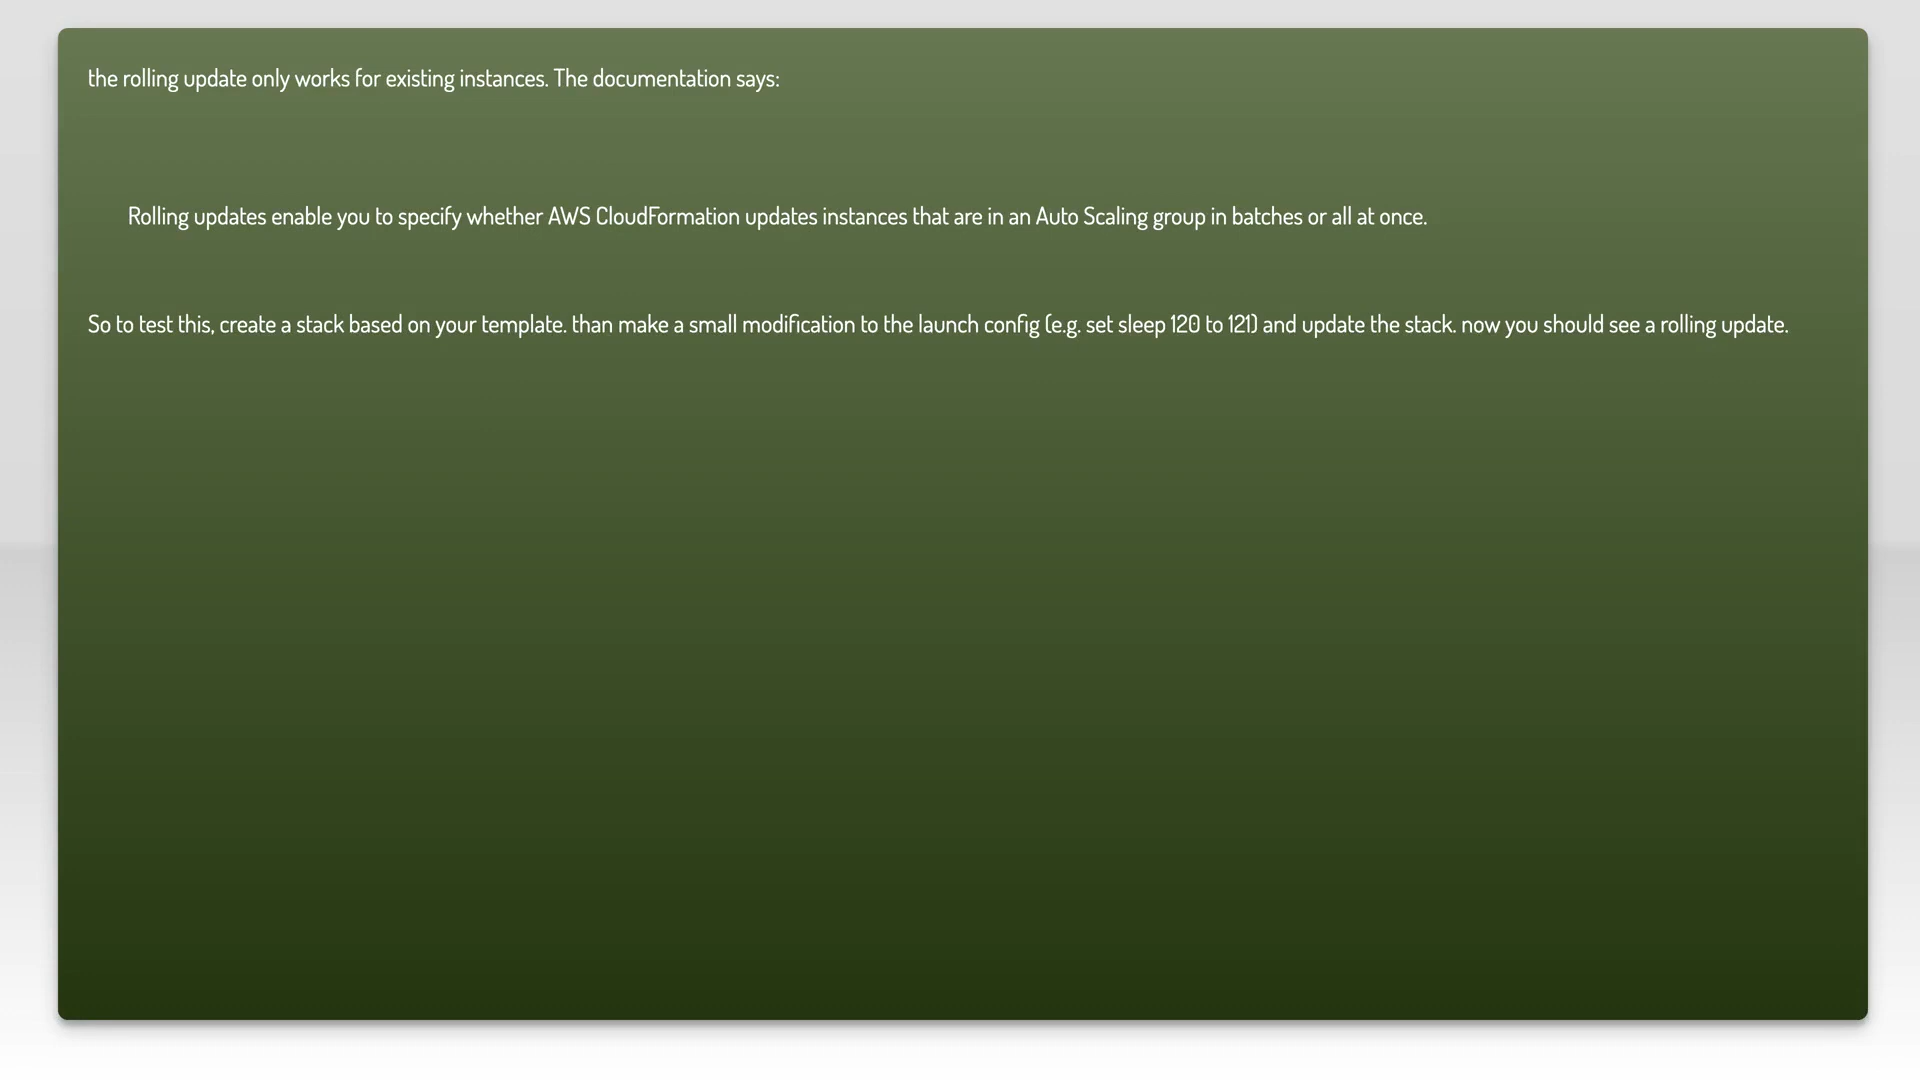 the rolling update only works for existing instances. The documentation says:
Rolling updates enable you to specify whether AWS CloudFormation updates instances that are in an Auto Scaling group in batches or all at once.
So to test this, create a stack based on your template. than make a small modification to the launch config (e.g. set sleep 120 to 121) and update the stack. now you should see a rolling update.